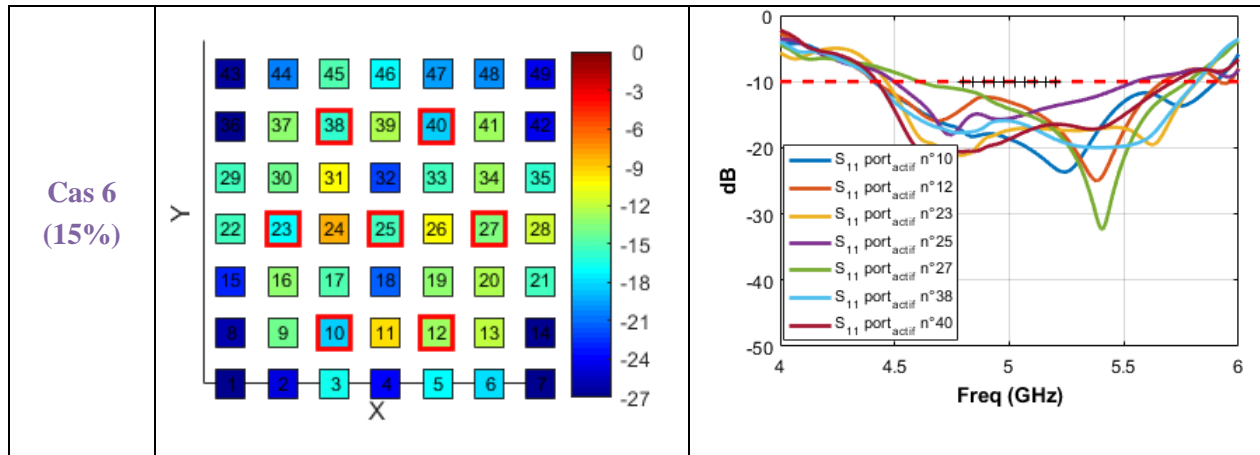 Cas 6
(15%)
Y
43 44 45 46 47 48 49
36 37 38 39 40 41 42
29 30 31 32 33 34 35
22 23 24 25 26 27 28
15 16 17 18 19 20 21
8 9 10 11 12 13 14
1 2 3 4 5 6 7
X
0
-3
-6
-9
-12
-15
-18
-21
-24
-27
dB
0
-10
-20
-30
-40
-50
S11 portactif n°10
S11 portactif n°12
S11 portactif n°23
S11 portactif n°25
S11 portactif n°27
S11 portactif n°38
S11 portactif n°40
4 4.5 5 5.5 6
Freq (GHz)